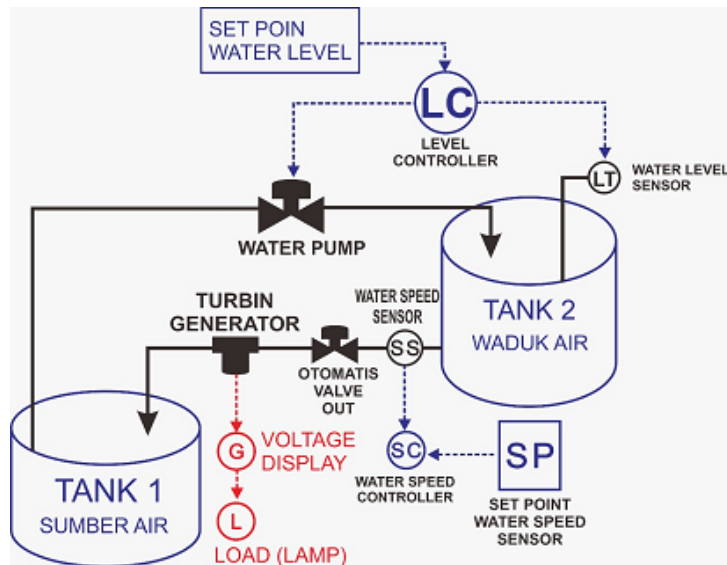 SET POIN
WATER LEVEL
LC
LEVEL
CONTROLLER
LT
WATER LEVEL
SENSOR
WATER PUMP
TURBIN
GENERATOR
WATER SPEED
SENSOR
TANK 2
WADUK AIR
SS
OTOMATIS
VALVE
OUT
G
VOLTAGE
DISPLAY
SC
WATER SPEED
CONTROLLER
SP
SET POINT
WATER SPEED
SENSOR
TANK 1
SUMBER AIR
L
LOAD (LAMP)